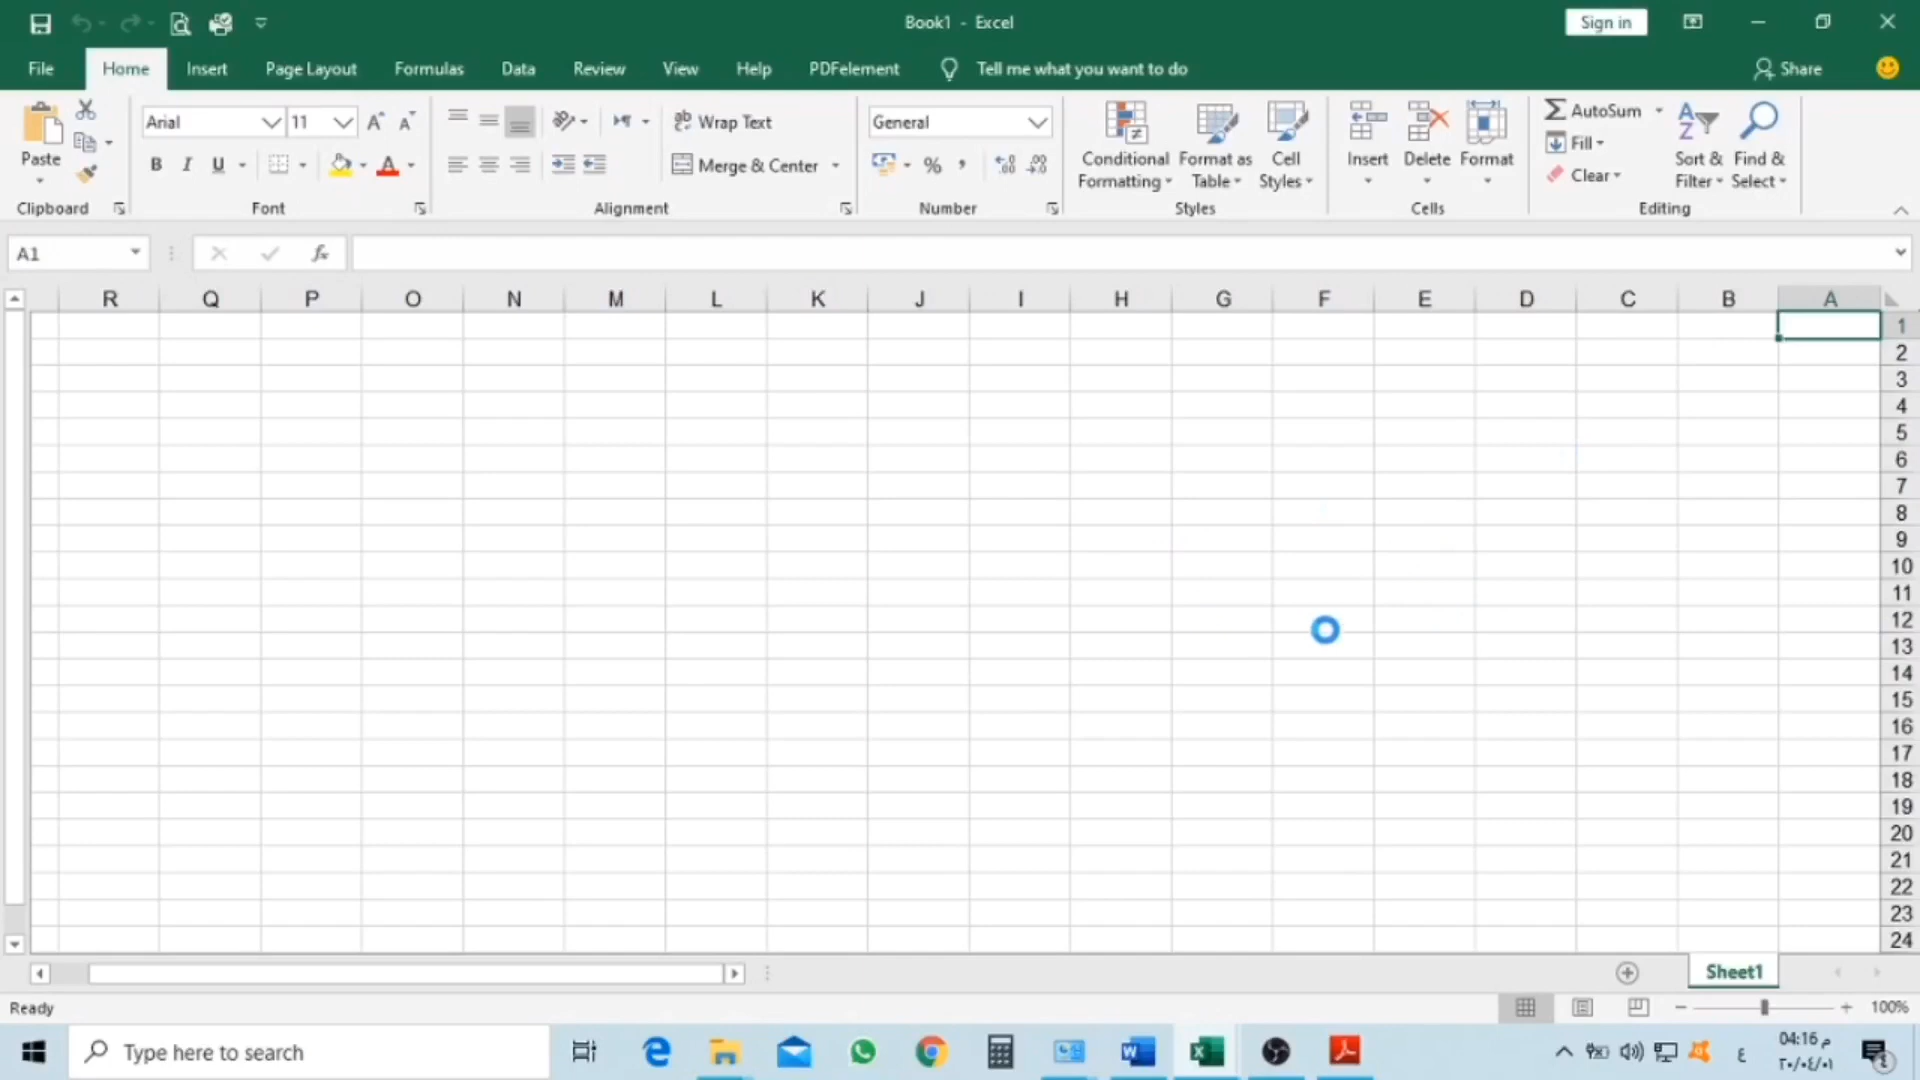 Book1 - Excel
Sign in
File Home Insert Page Layout Formulas Data Review View Help PDFelement Tell me what you want to do Share
Arial 11 Wrap Text General AutoSum
Fill
Paste B I U Merge & Center % Conditional Formatting Format as Table Cell Styles Insert Delete Format Clear Sort & Filter Find & Select
Clipboard Font Alignment Number Styles Cells Editing
A1 fx
R Q P O N M L K J I H G F E D C B A
1
2
3
4
5
6
7
8
9
10
11
12
13
14
15
16
17
18
19
20
21
22
23
24
Sheet1
Ready 100%
Type here to search ع 04:16 م
٢٠/٠٤/٠١